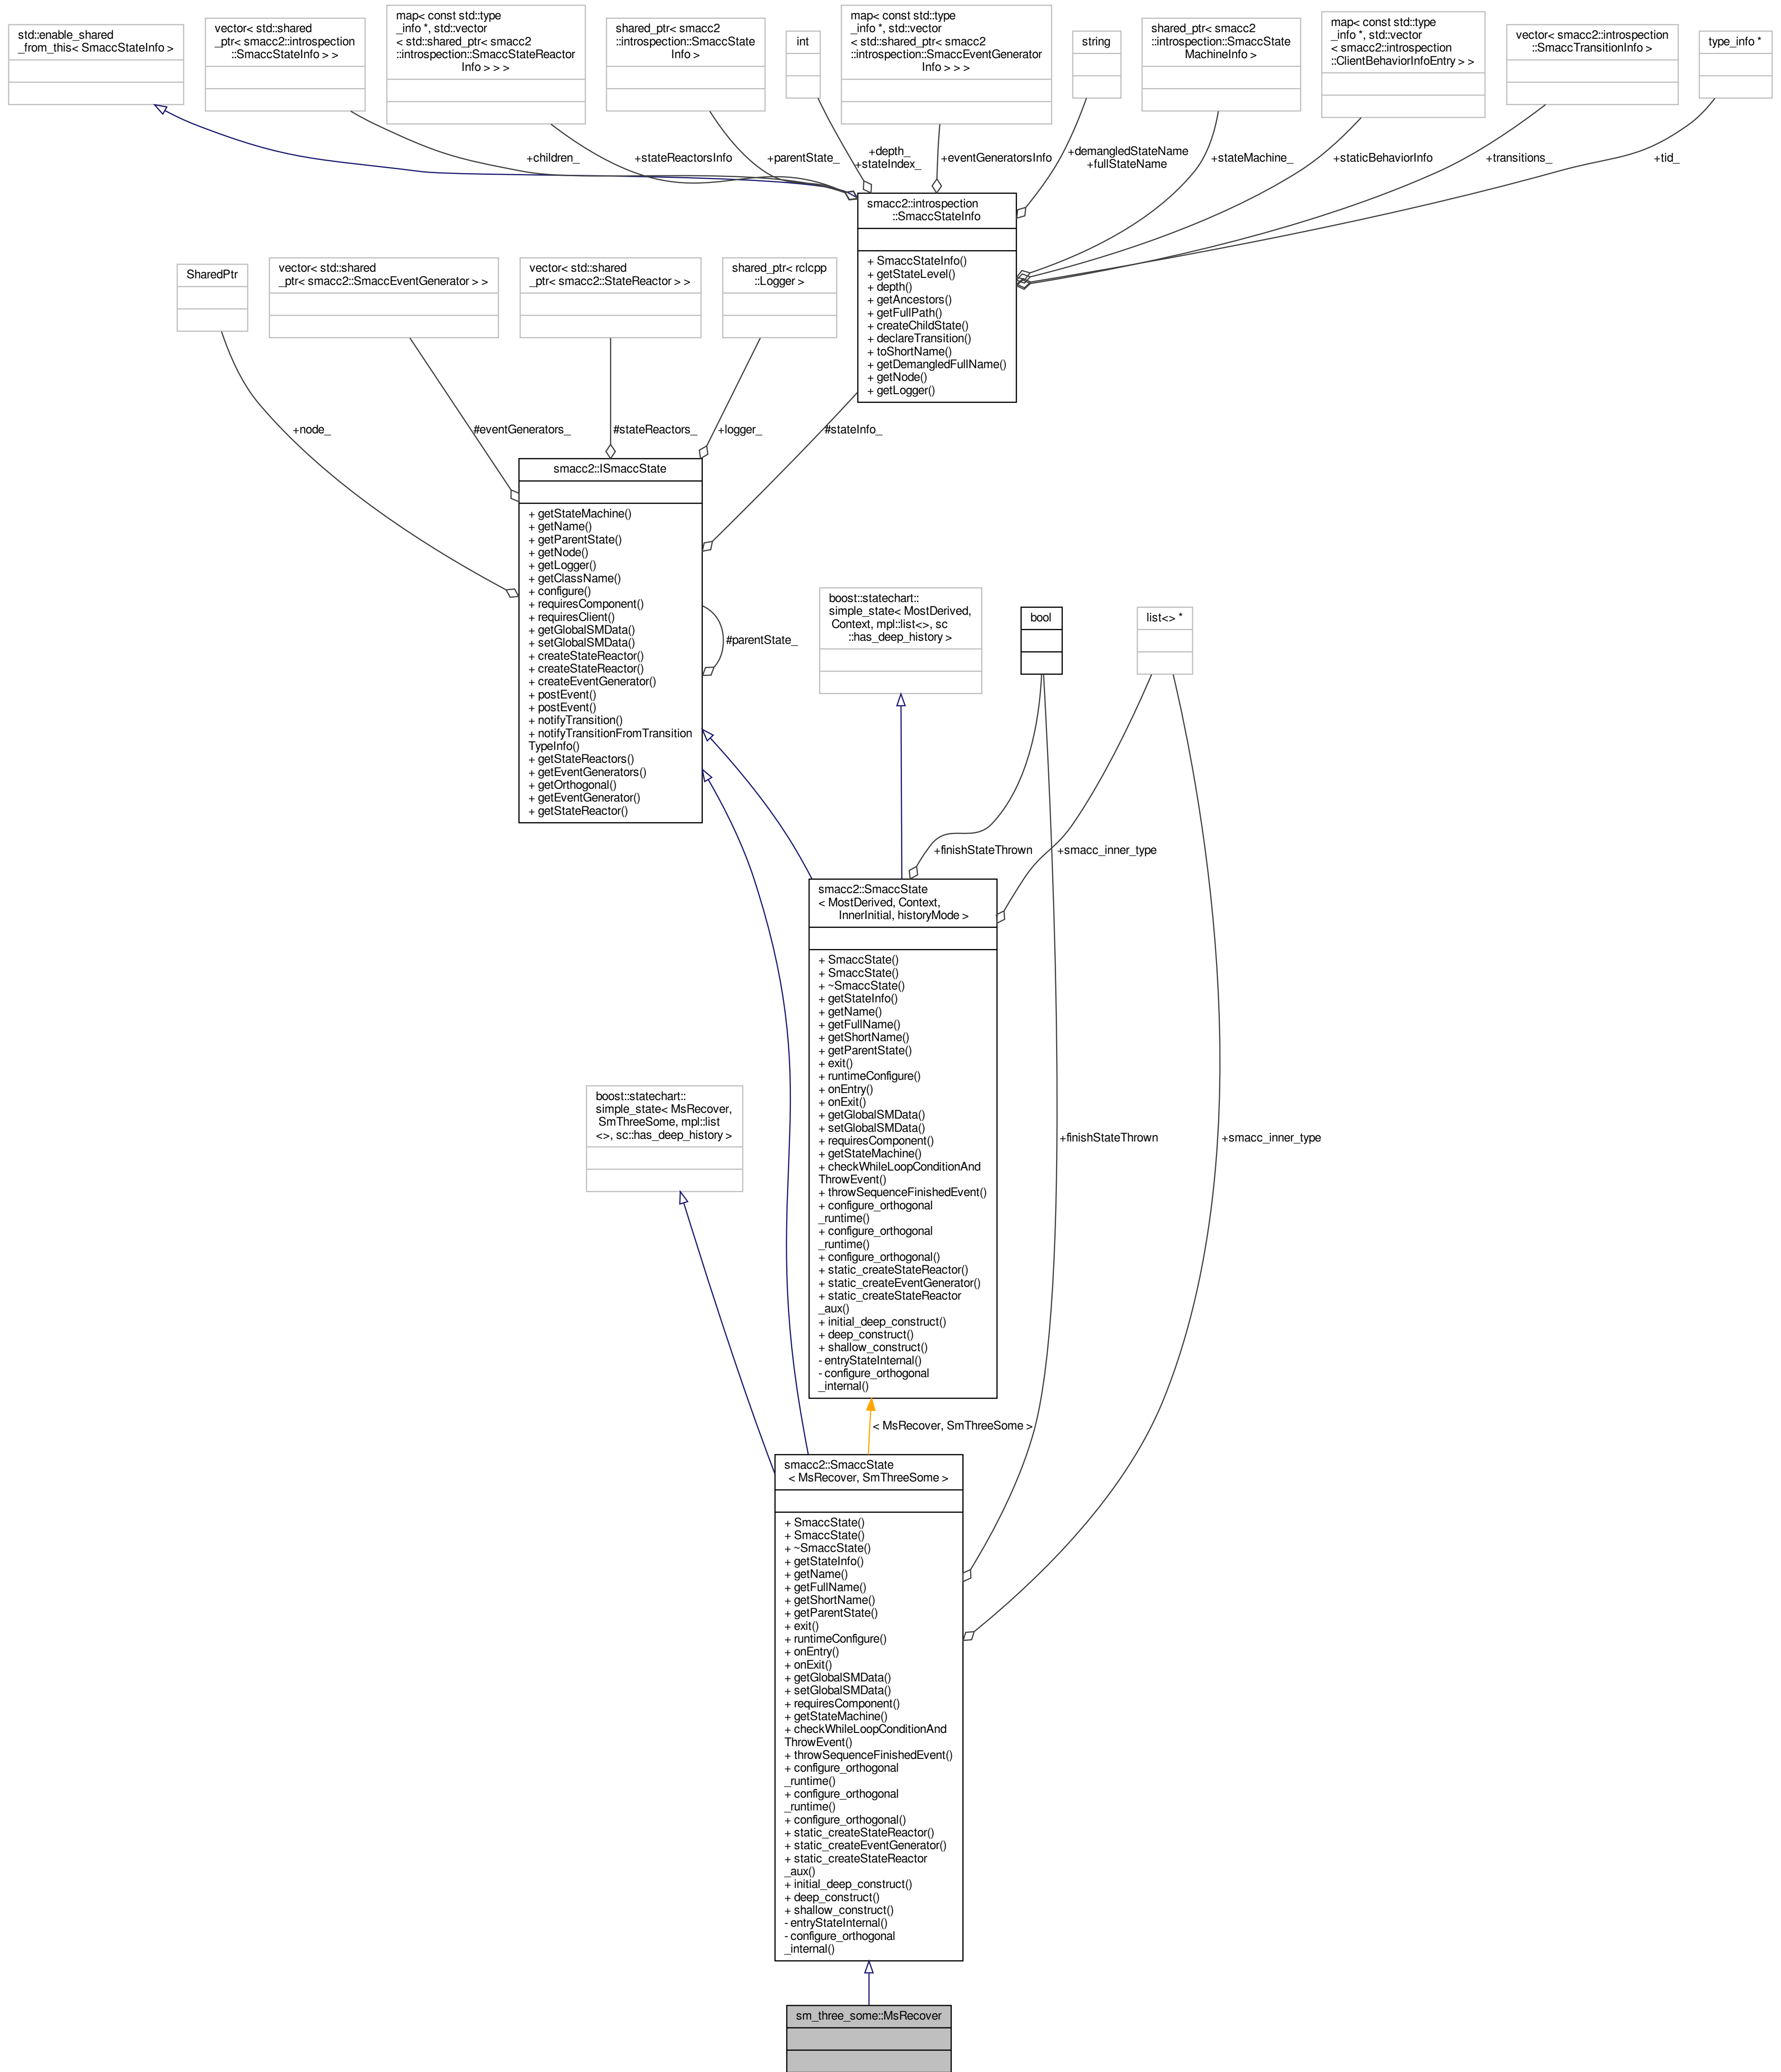 std::enable_shared
_from_this< SmaccStateInfo >
vector< std::shared
_ptr< smacc2::introspection
::SmaccStateInfo > >
map< const std::type
_info *, std::vector
< std::shared_ptr< smacc2
::introspection::SmaccStateReactor
Info > > >
shared_ptr< smacc2
::introspection::SmaccState
Info >
int
map< const std::type
_info *, std::vector
< std::shared_ptr< smacc2
::introspection::SmaccEventGenerator
Info > > >
string
shared_ptr< smacc2
::introspection::SmaccState
MachineInfo >
map< const std::type
_info *, std::vector
< smacc2::introspection
::ClientBehaviorInfoEntry > >
vector< smacc2::introspection
::SmaccTransitionInfo >
type_info *
+children_
+stateReactorsInfo
+parentState_
+depth_
+stateIndex_
+eventGeneratorsInfo
+demangledStateName
+fullStateName
+stateMachine_
+staticBehaviorInfo
+transitions_
+tid_
smacc2::introspection
::SmaccStateInfo
+ SmaccStateInfo()
+ getStateLevel()
+ depth()
+ getAncestors()
+ getFullPath()
+ createChildState()
+ declareTransition()
+ toShortName()
+ getDemangledFullName()
+ getNode()
+ getLogger()
SharedPtr
vector< std::shared
_ptr< smacc2::SmaccEventGenerator > >
vector< std::shared
_ptr< smacc2::StateReactor > >
shared_ptr< rclcpp
::Logger >
+node_
#eventGenerators_
#stateReactors_
+logger_
#stateInfo_
smacc2::ISmaccState
+ getStateMachine()
+ getName()
+ getParentState()
+ getNode()
+ getLogger()
+ getClassName()
+ configure()
+ requiresComponent()
+ requiresClient()
+ getGlobalSMData()
+ setGlobalSMData()
+ createStateReactor()
+ createStateReactor()
+ createEventGenerator()
+ postEvent()
+ postEvent()
+ notifyTransition()
+ notifyTransitionFromTransition
TypeInfo()
+ getStateReactors()
+ getEventGenerators()
+ getOrthogonal()
+ getEventGenerator()
+ getStateReactor()
#parentState_
boost::statechart::
simple_state< MostDerived,
Context, mpl::list<>, sc
::has_deep_history >
bool
list<> *
+finishStateThrown
+smacc_inner_type
smacc2::SmaccState
< MostDerived, Context,
InnerInitial, historyMode >
+ SmaccState()
+ SmaccState()
+ ~SmaccState()
+ getStateInfo()
+ getName()
+ getFullName()
+ getShortName()
+ getParentState()
+ exit()
+ runtimeConfigure()
+ onEntry()
+ onExit()
+ getGlobalSMData()
+ setGlobalSMData()
+ requiresComponent()
+ getStateMachine()
+ checkWhileLoopConditionAnd
ThrowEvent()
+ throwSequenceFinishedEvent()
+ configure_orthogonal
_runtime()
+ configure_orthogonal
_runtime()
+ configure_orthogonal()
+ static_createStateReactor()
+ static_createEventGenerator()
+ static_createStateReactor
_aux()
+ initial_deep_construct()
+ deep_construct()
+ shallow_construct()
- entryStateInternal()
- configure_orthogonal
_internal()
boost::statechart::
simple_state< MsRecover,
SmThreeSome, mpl::list
<>, sc::has_deep_history >
+finishStateThrown
+smacc_inner_type
< MsRecover, SmThreeSome >
smacc2::SmaccState
< MsRecover, SmThreeSome >
+ SmaccState()
+ SmaccState()
+ ~SmaccState()
+ getStateInfo()
+ getName()
+ getFullName()
+ getShortName()
+ getParentState()
+ exit()
+ runtimeConfigure()
+ onEntry()
+ onExit()
+ getGlobalSMData()
+ setGlobalSMData()
+ requiresComponent()
+ getStateMachine()
+ checkWhileLoopConditionAnd
ThrowEvent()
+ throwSequenceFinishedEvent()
+ configure_orthogonal
_runtime()
+ configure_orthogonal
_runtime()
+ configure_orthogonal()
+ static_createStateReactor()
+ static_createEventGenerator()
+ static_createStateReactor
_aux()
+ initial_deep_construct()
+ deep_construct()
+ shallow_construct()
- entryStateInternal()
- configure_orthogonal
_internal()
sm_three_some::MsRecover